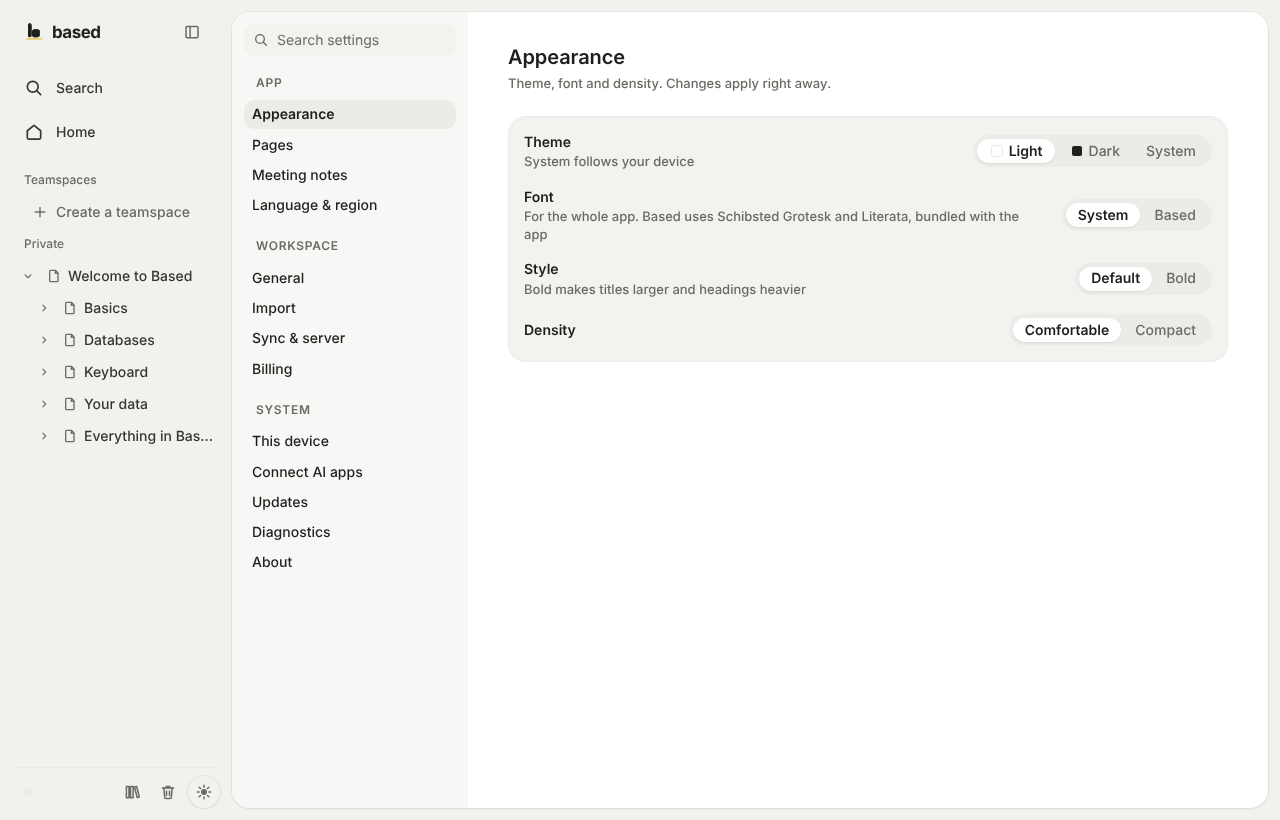 based
Search
Home
Teamspaces
Create a teamspace
Private
Welcome to Based
Basics
Databases
Keyboard
Your data
Everything in Bas...
Search settings
APP
Appearance
Pages
Meeting notes
Language & region
WORKSPACE
General
Import
Sync & server
Billing
SYSTEM
This device
Connect AI apps
Updates
Diagnostics
About
Appearance
Theme, font and density. Changes apply right away.
Theme
System follows your device
Light Dark System
Font
For the whole app. Based uses Schibsted Grotesk and Literata, bundled with the
app
System Based
Style
Bold makes titles larger and headings heavier
Default Bold
Density
Comfortable Compact